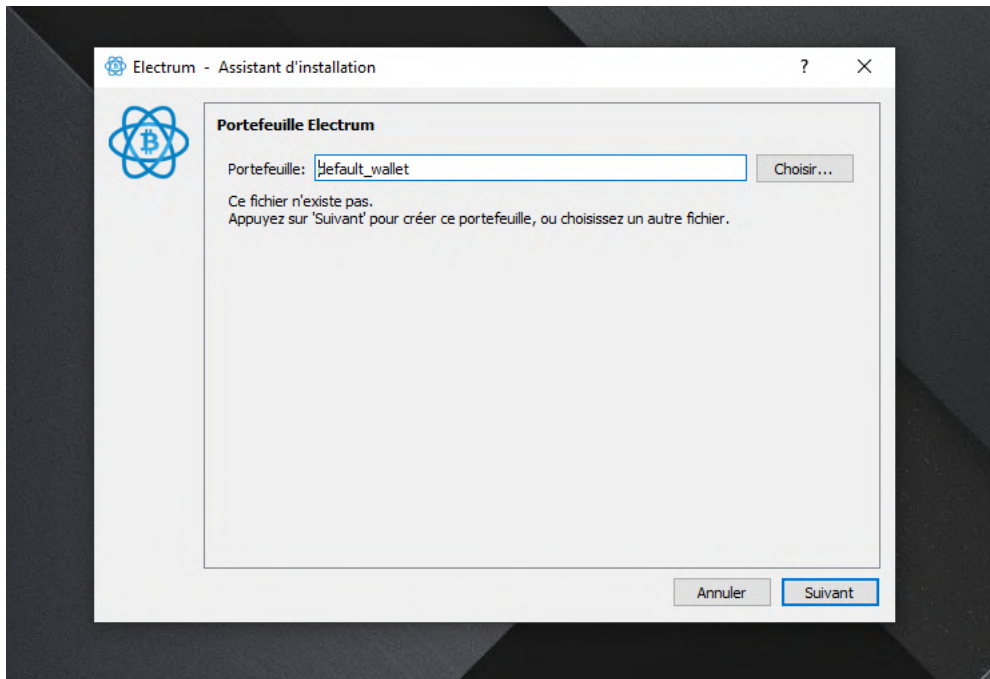 Electrum - Assistant d'installation
?
Portefeuille Electrum
Portefeuille: default_wallet
Choisir...
Ce fichier n'existe pas.
Appuyez sur 'Suivant' pour créer ce portefeuille, ou choisissez un autre fichier.
Annuler
Suivant